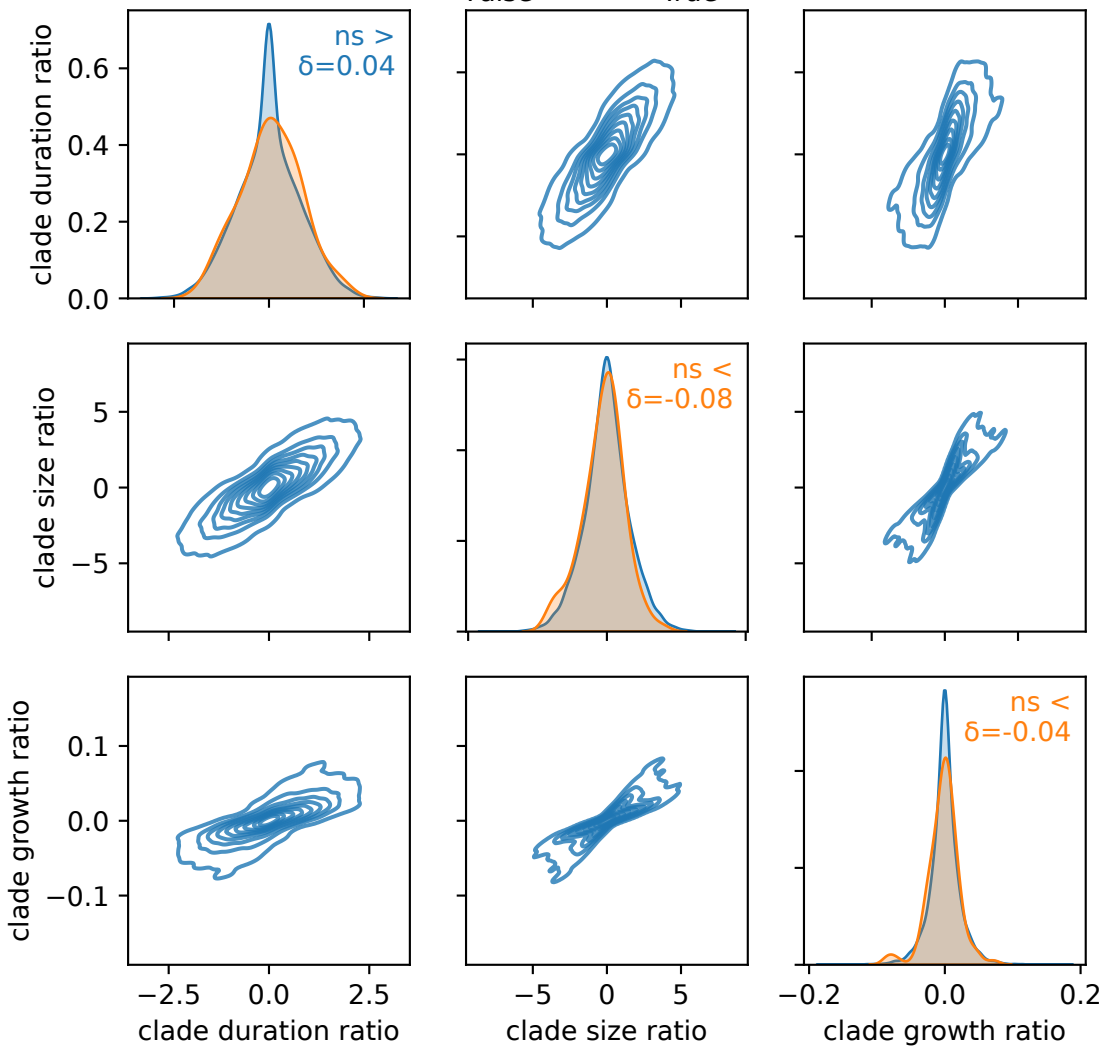 clade duration ratio
0.6
0.4
0.2
0.0
ns >
δ=0.04
clade size ratio
5
0
−5
ns <
δ=-0.08
clade growth ratio
0.1
0.0
−0.1
ns <
δ=-0.04
−2.5 0.0 2.5
−5 0 5
−0.2 0.0 0.2
clade duration ratio
clade size ratio
clade growth ratio